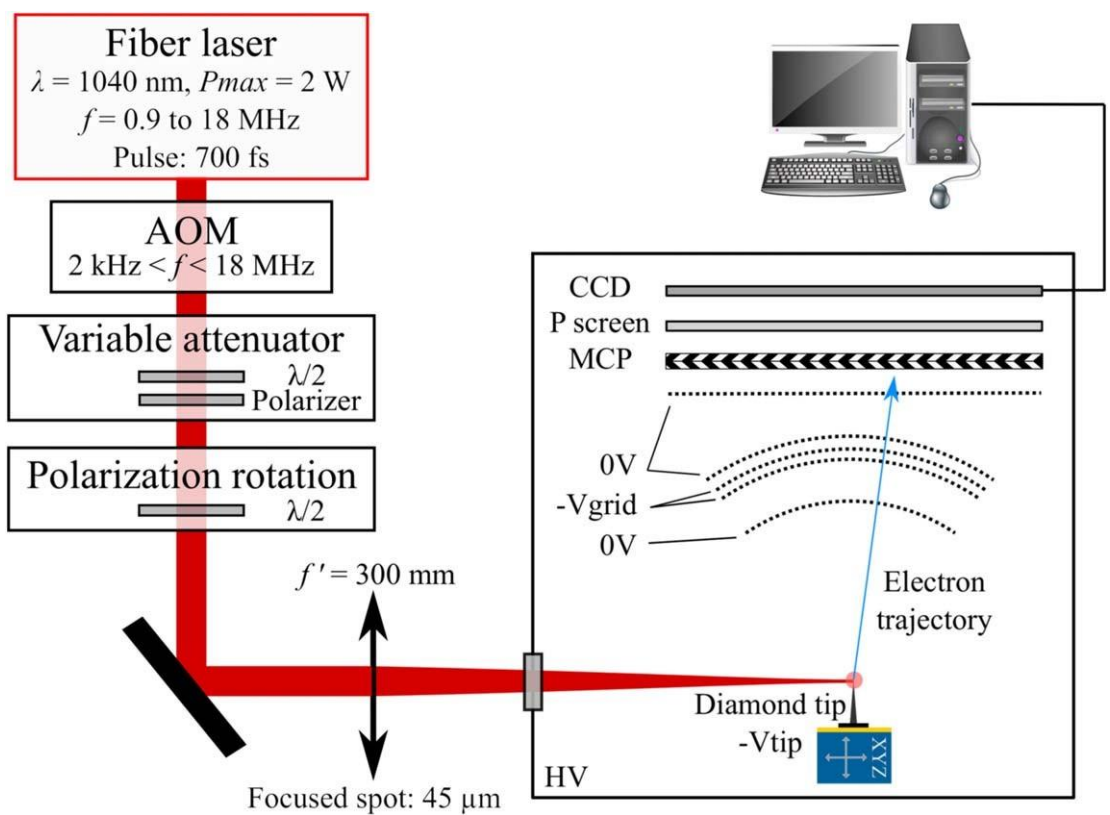 Fiber laser
λ = 1040 nm, Pmax = 2 W
f = 0.9 to 18 MHz
Pulse: 700 fs
AOM
2 kHz < f < 18 MHz
Variable attenuator
λ/2
Polarizer
Polarization rotation
λ/2
f ' = 300 mm
Focused spot: 45 µm
CCD
P screen
MCP
0V
-Vgrid
0V
Electron
trajectory
Diamond tip
-Vtip
XYZ
HV